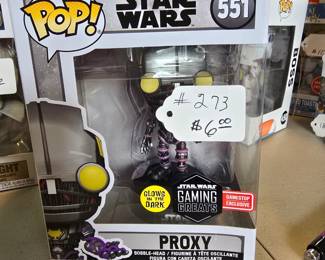 POP!
STAR
WARS
551
# 273
$6.00
GLOWS
IN THE
DARK
STAR WARS
GAMING
GREATS
GAMESTOP
EXCLUSIVE
PROXY
BOBBLE-HEAD / FIGURINE À TÊTE OSCILLANTE